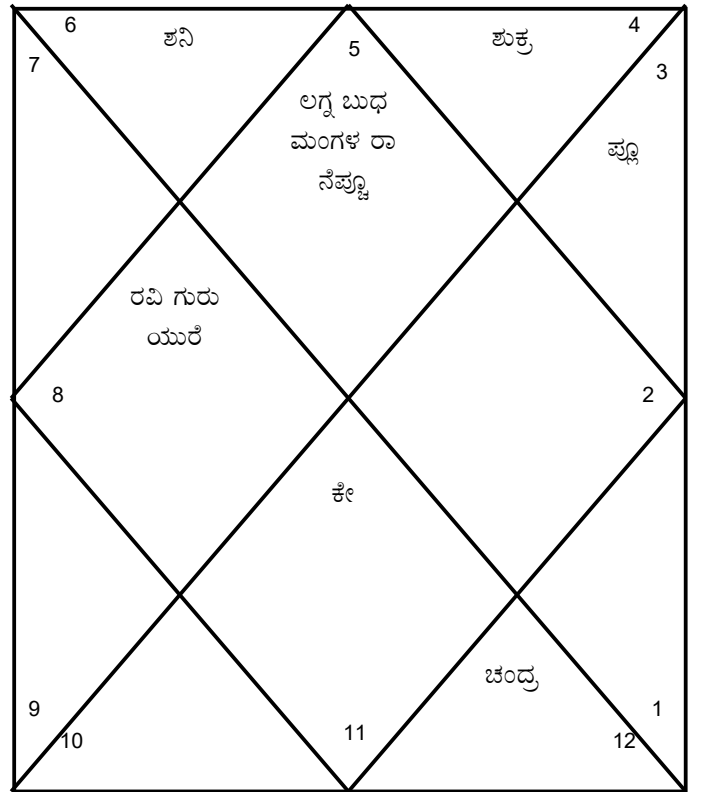 6
ಶನಿ
5
ಶುಕ್ರ
4
7
3
ಲಗ್ನ ಬುಧ
ಮಂಗಳ ರಾ
ನೆಪ್ಚೂ
ಪ್ಲೂ
ರವಿ ಗುರು
ಯುರೆ
8
2
ಕೇ
ಚಂದ್ರ
9
10
11
12
1